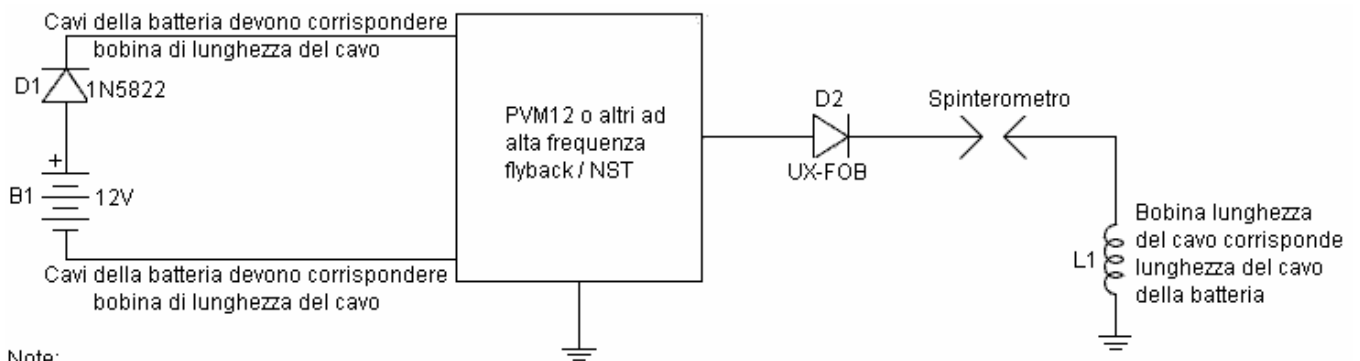 Cavi della batteria devono corrispondere
bobina di lunghezza del cavo
D1
1N5822
+
B1
12V
Cavi della batteria devono corrispondere
bobina di lunghezza del cavo
PVM12 o altri ad
alta frequenza
flyback / NST
D2
UX-FOB
Spinterometro
L1
Bobina lunghezza
del cavo corrisponde
lunghezza del cavo
della batteria
Note: